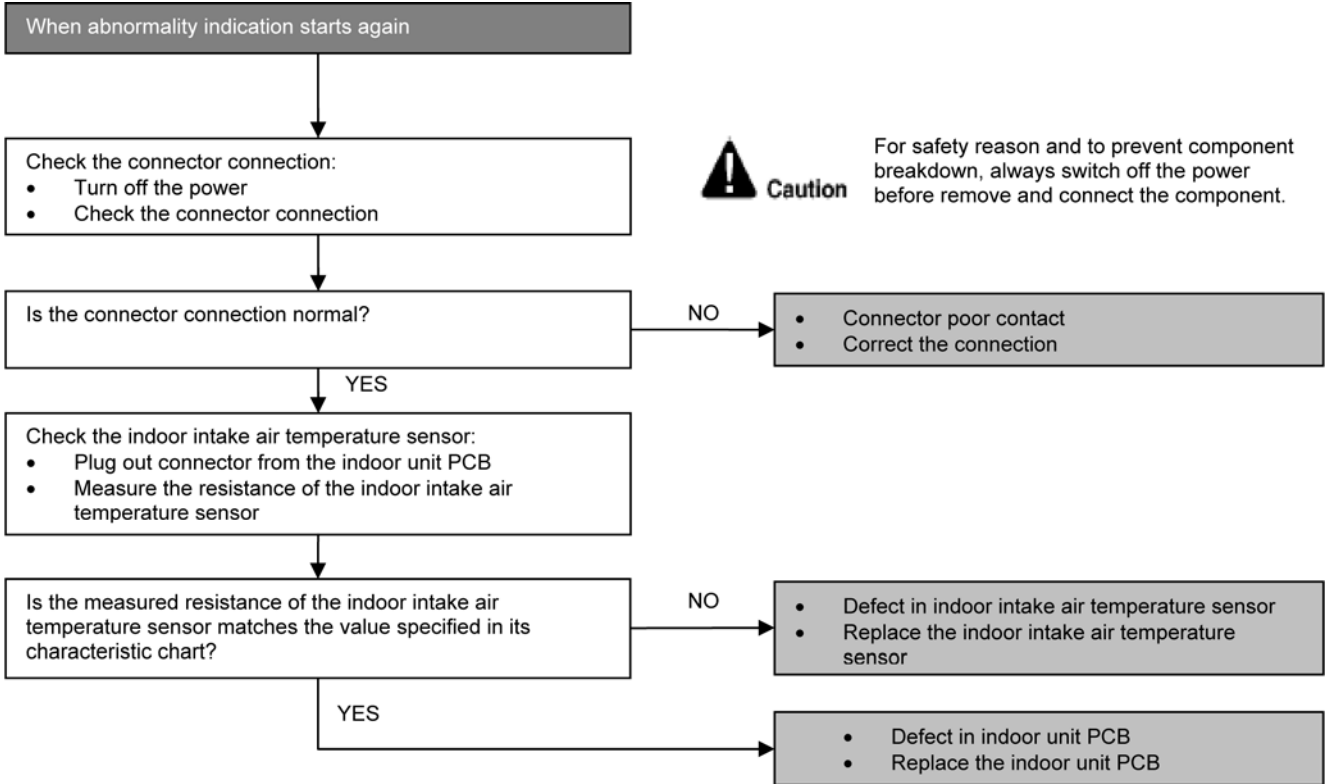 When abnormality indication starts again
Check the connector connection:
• Turn off the power
• Check the connector connection
Caution
For safety reason and to prevent component
breakdown, always switch off the power
before remove and connect the component.
Is the connector connection normal?
NO
• Connector poor contact
• Correct the connection
YES
Check the indoor intake air temperature sensor:
• Plug out connector from the indoor unit PCB
• Measure the resistance of the indoor intake air
temperature sensor
Is the measured resistance of the indoor intake air
temperature sensor matches the value specified in its
characteristic chart?
NO
• Defect in indoor intake air temperature sensor
• Replace the indoor intake air temperature
sensor
YES
• Defect in indoor unit PCB
• Replace the indoor unit PCB